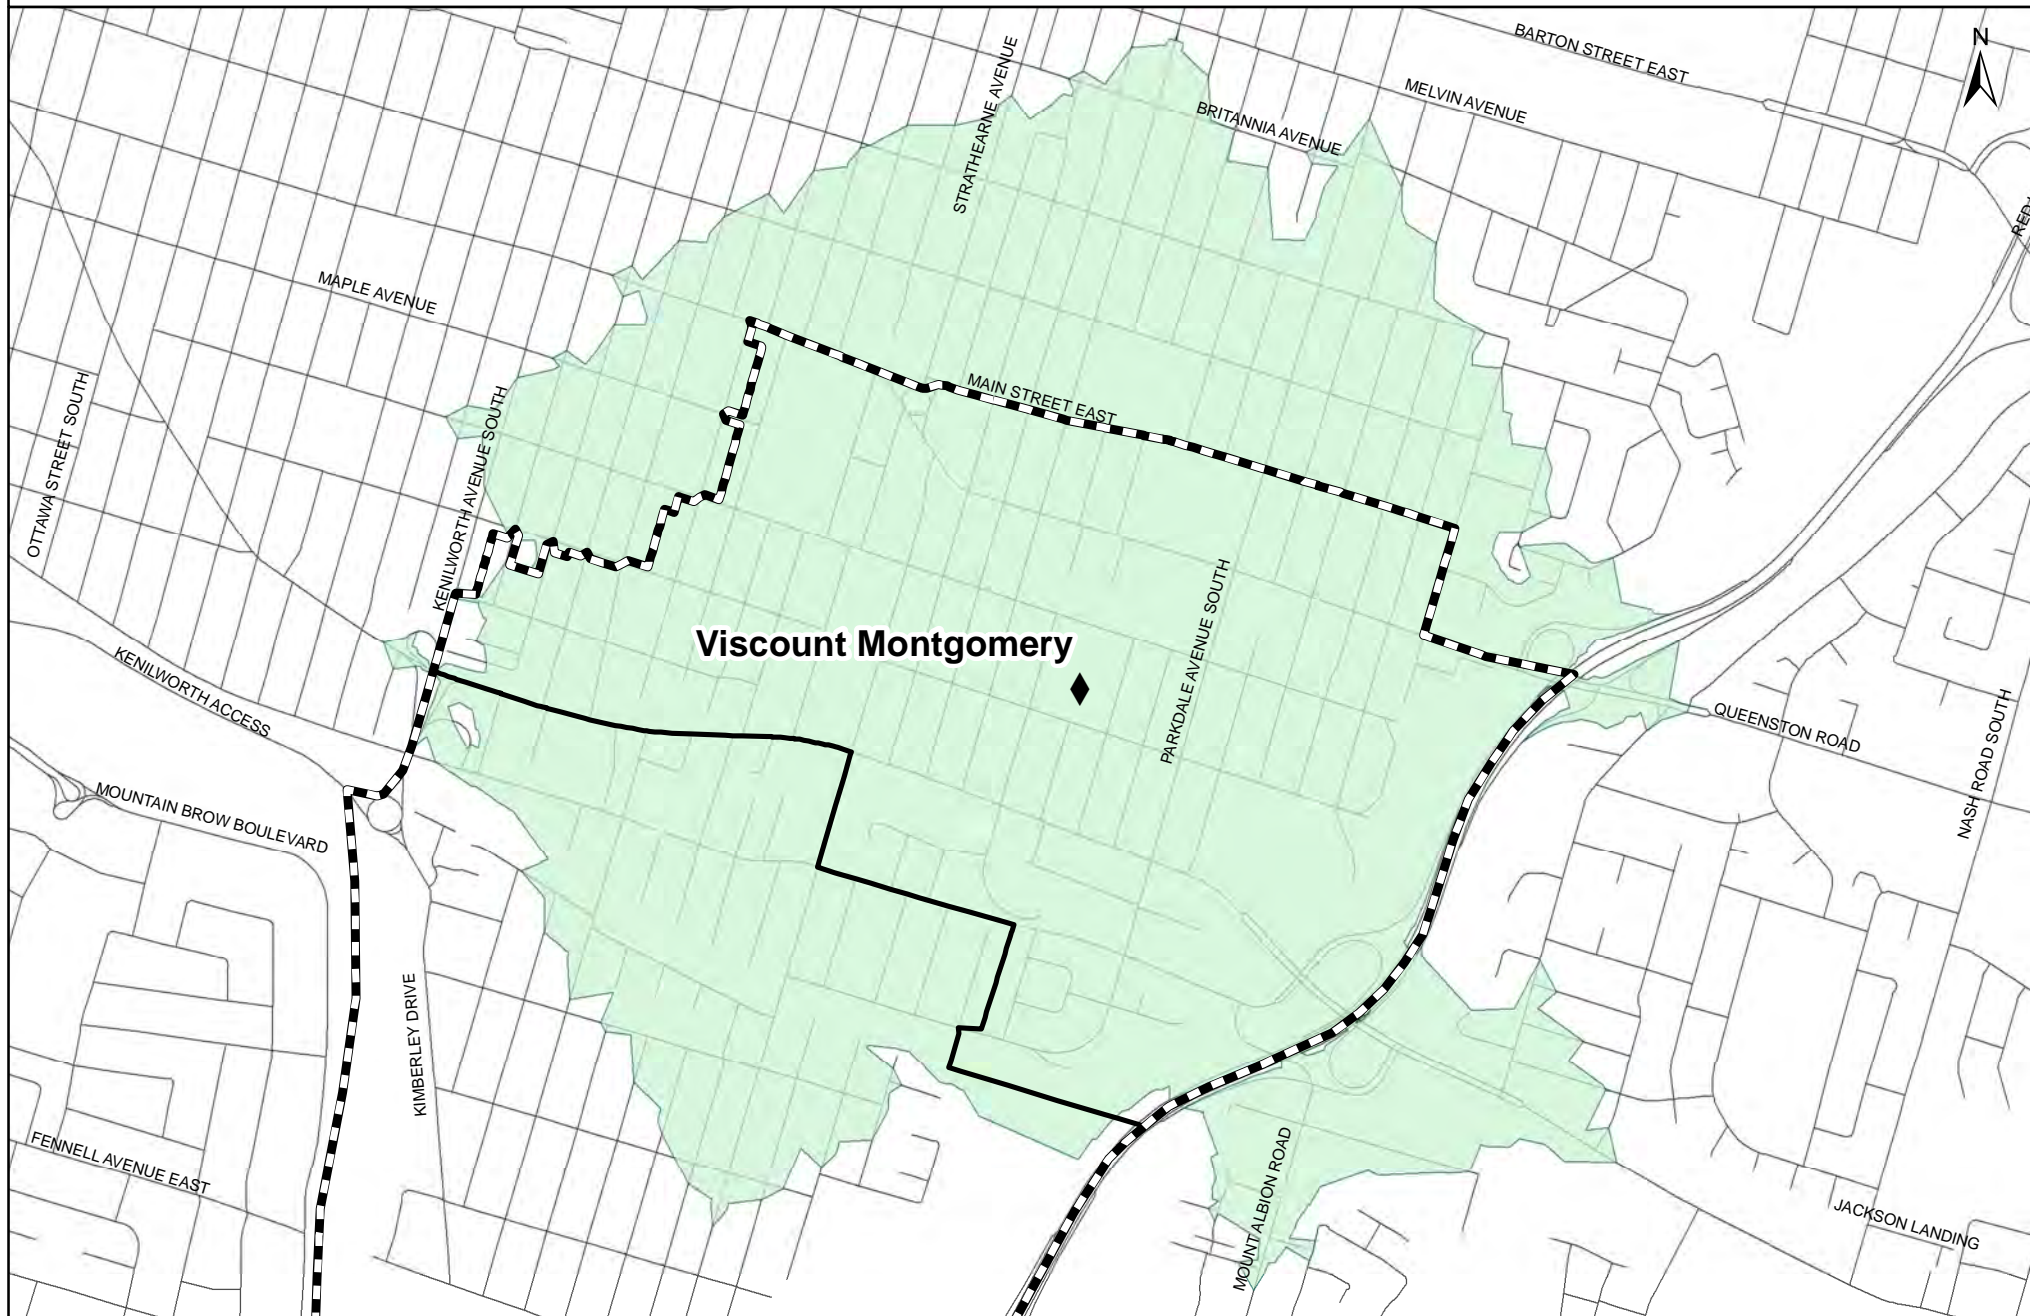 BARTON STREET EAST
N
STRATHEARNE AVENUE
MELVIN AVENUE
BRITANNIA AVENUE
MAPLE AVENUE
MAIN STREET EAST
OTTAWA STREET SOUTH
KENILWORTH AVENUE SOUTH
Viscount Montgomery
PARKDALE AVENUE SOUTH
KENILWORTH ACCESS
QUEENSTON ROAD
NASH ROAD SOUTH
MOUNTAIN BROW BOULEVARD
KIMBERLEY DRIVE
FENNELL AVENUE EAST
MOUNT ALBION ROAD
JACKSON LANDING